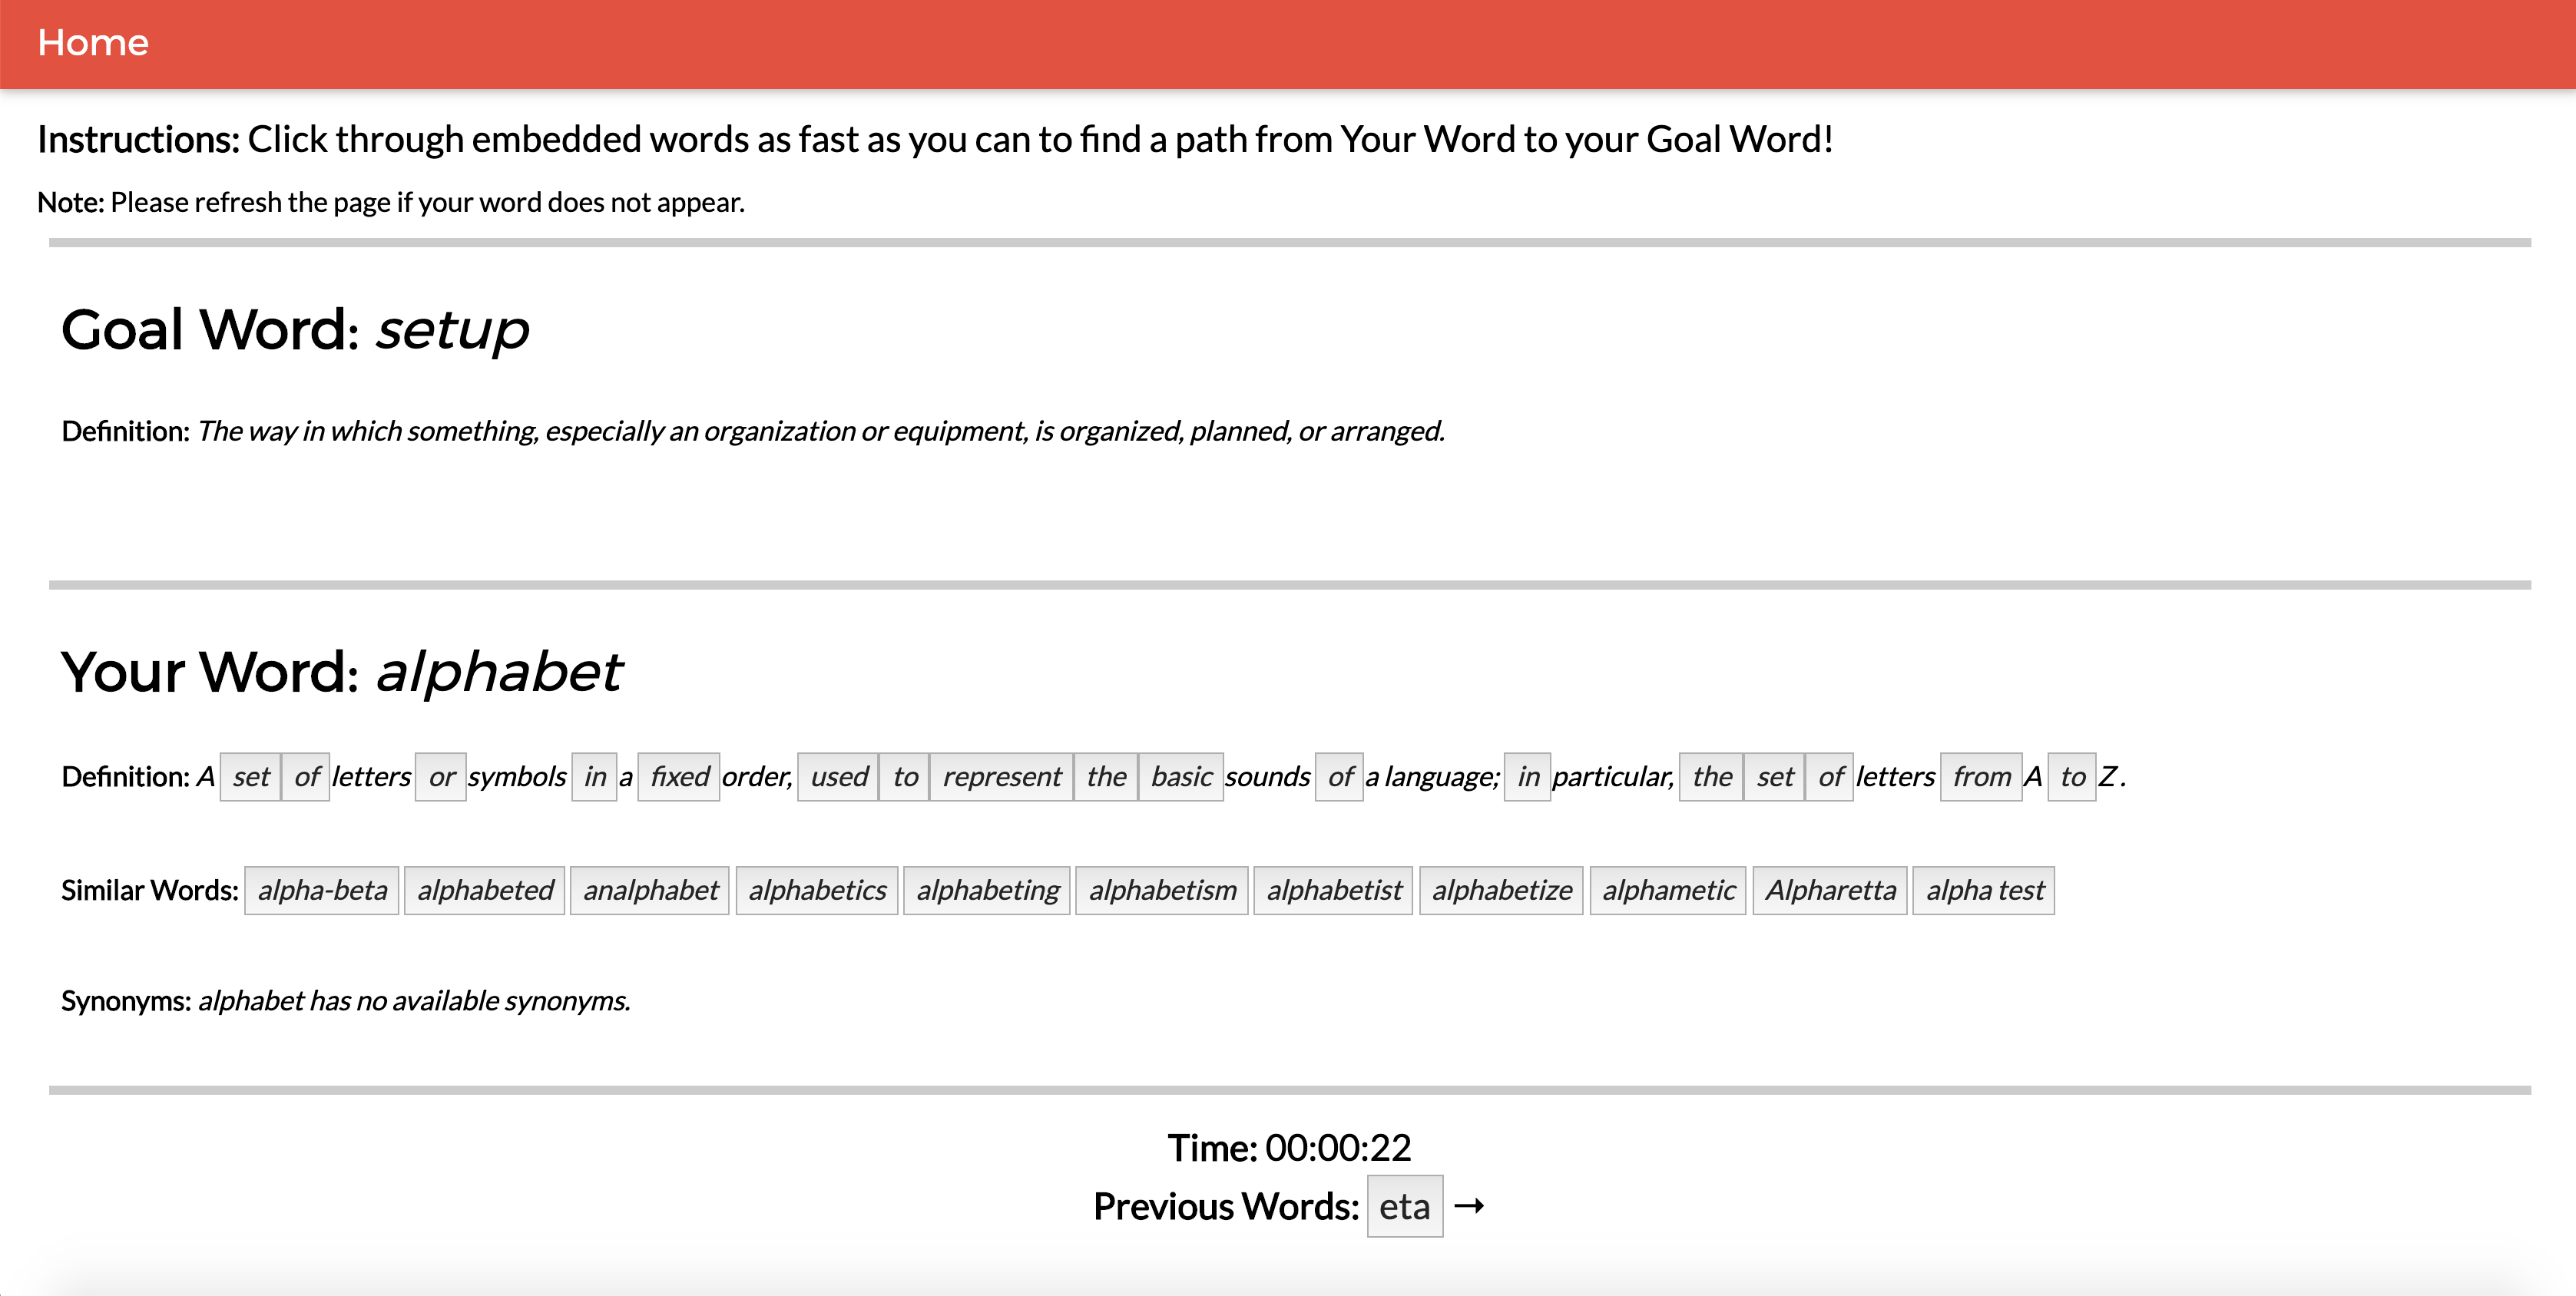 Home
Instructions: Click through embedded words as fast as you can to find a path from Your Word to your Goal Word!
Note: Please refresh the page if your word does not appear.
Goal Word: setup
Definition: The way in which something, especially an organization or equipment, is organized, planned, or arranged.
Your Word: alphabet
Definition: A set of letters or symbols in a fixed order, used to represent the basic sounds of a language; in particular, the set of letters from A to Z.
Similar Words: alpha-beta alphabeted analphabet alphabetics alphabeting alphabetism alphabetist alphabetize alphametic Alpharetta alpha test
Synonyms: alphabet has no available synonyms.
Time: 00:00:22
Previous Words: eta →